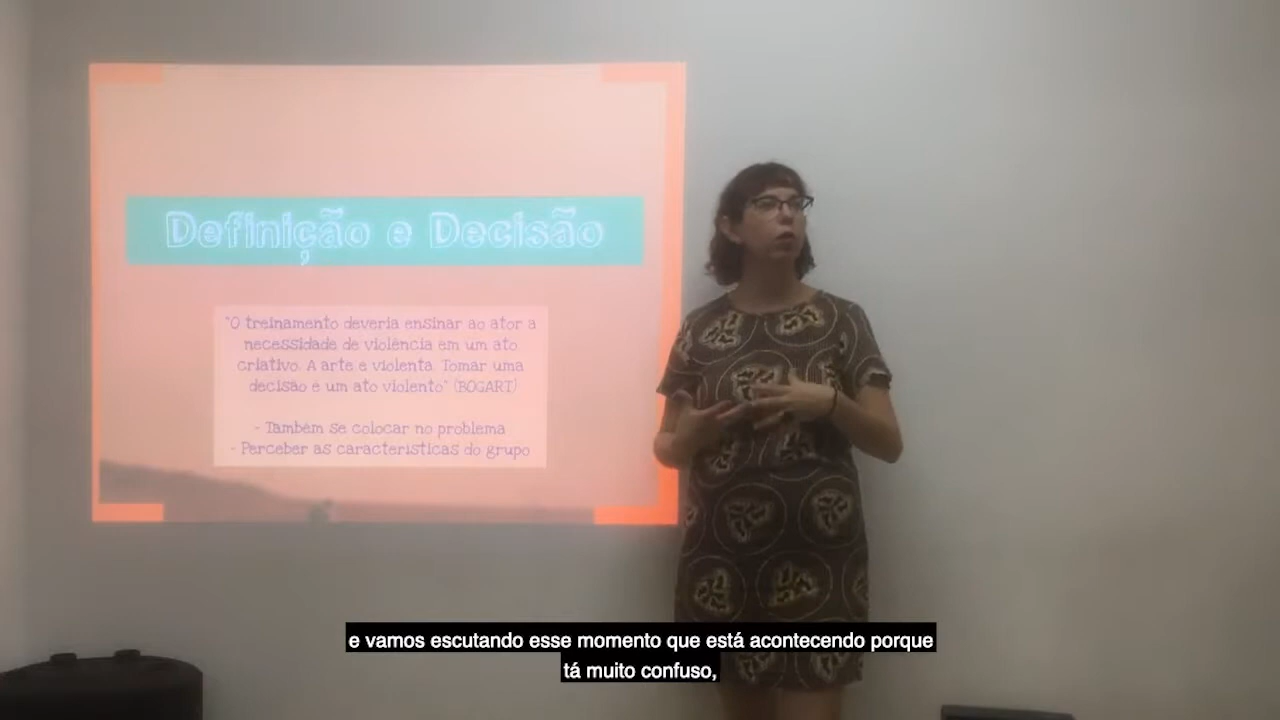 Definição e Decisão
"O treinamento deveria ensinar ao ator a
necessidade de violência em um ato
criativo. A arte é violenta. Tomar uma
decisão é um ato violento" (BOGART)
- Também se colocar no problema
- Perceber as características do grupo
e vamos escutando esse momento que está acontecendo porque
tá muito confuso,